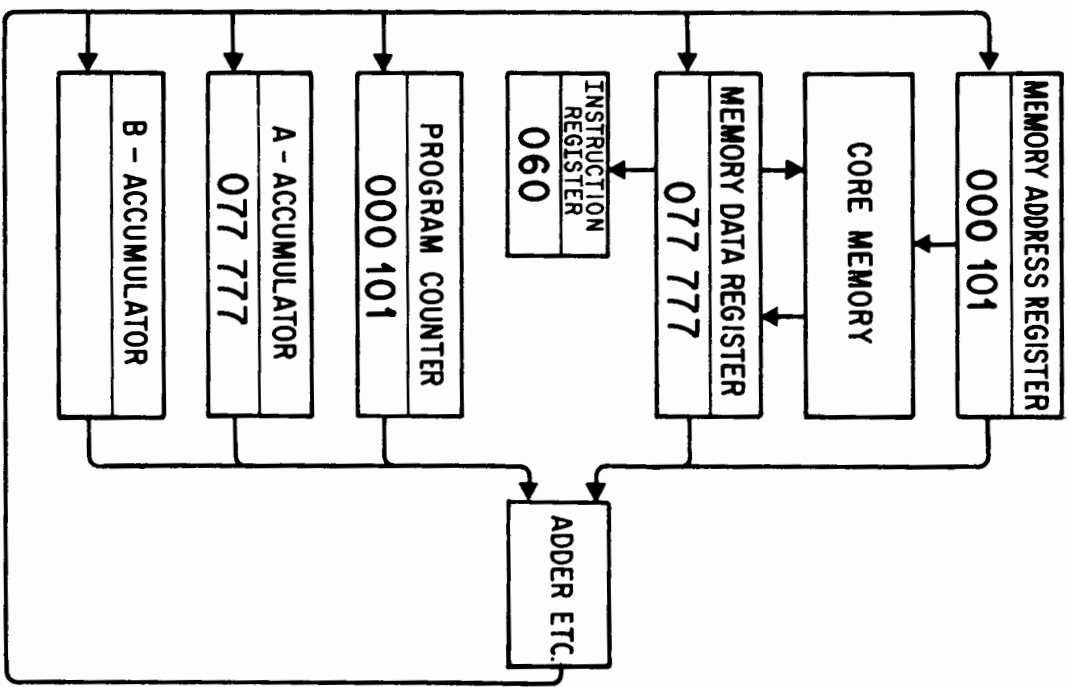 MEMORY ADDRESS REGISTER
000 101
CORE MEMORY
MEMORY DATA REGISTER
077 777
INSTRUCTION
REGISTER
060
PROGRAM COUNTER
000 101
A - ACCUMULATOR
077 777
B - ACCUMULATOR
ADDER ETC.